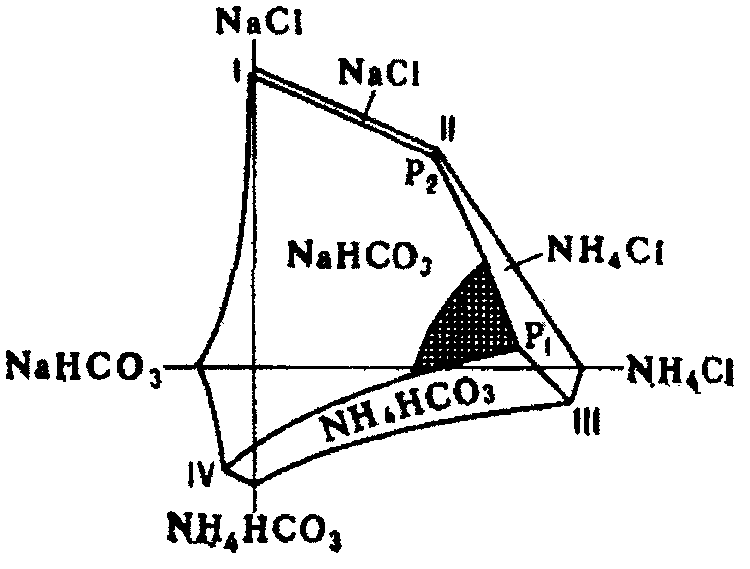 NaCl
I
NaCl
II
P₂
NaHCO₃
NH₄Cl
P₁
NaHCO₃
NH₄Cl
NH₄HCO₃
III
IV
NH₄HCO₃